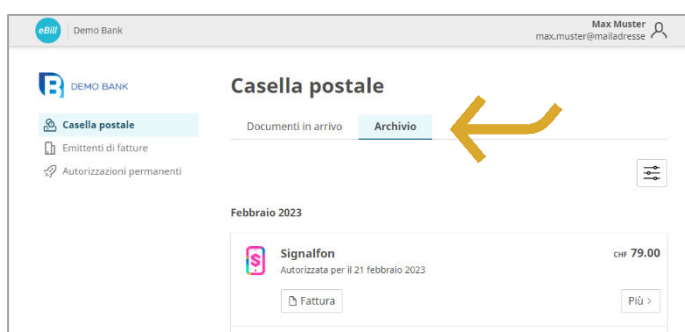 eBill Demo Bank
Max Muster
max.muster@mailadresse
DEMO BANK
Casella postale
Emittenti di fatture
Autorizzazioni permanenti
Casella postale
Documenti in arrivo Archivio
Febbraio 2023
Signalfon CHF 79.00
Autorizzata per il 21 febbraio 2023
Fattura Più >